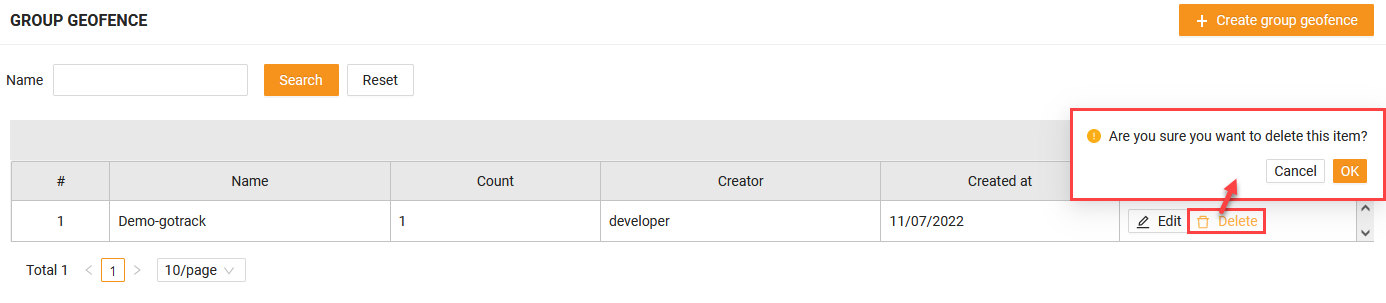 GROUP GEOFENCE
+ Create group geofence
Name Search Reset
Are you sure you want to delete this item?
Cancel OK
# Name Count Creator Created at
1 Demo-gotrack 1 developer 11/07/2022 Edit Delete
Total 1 < 1 > 10/page